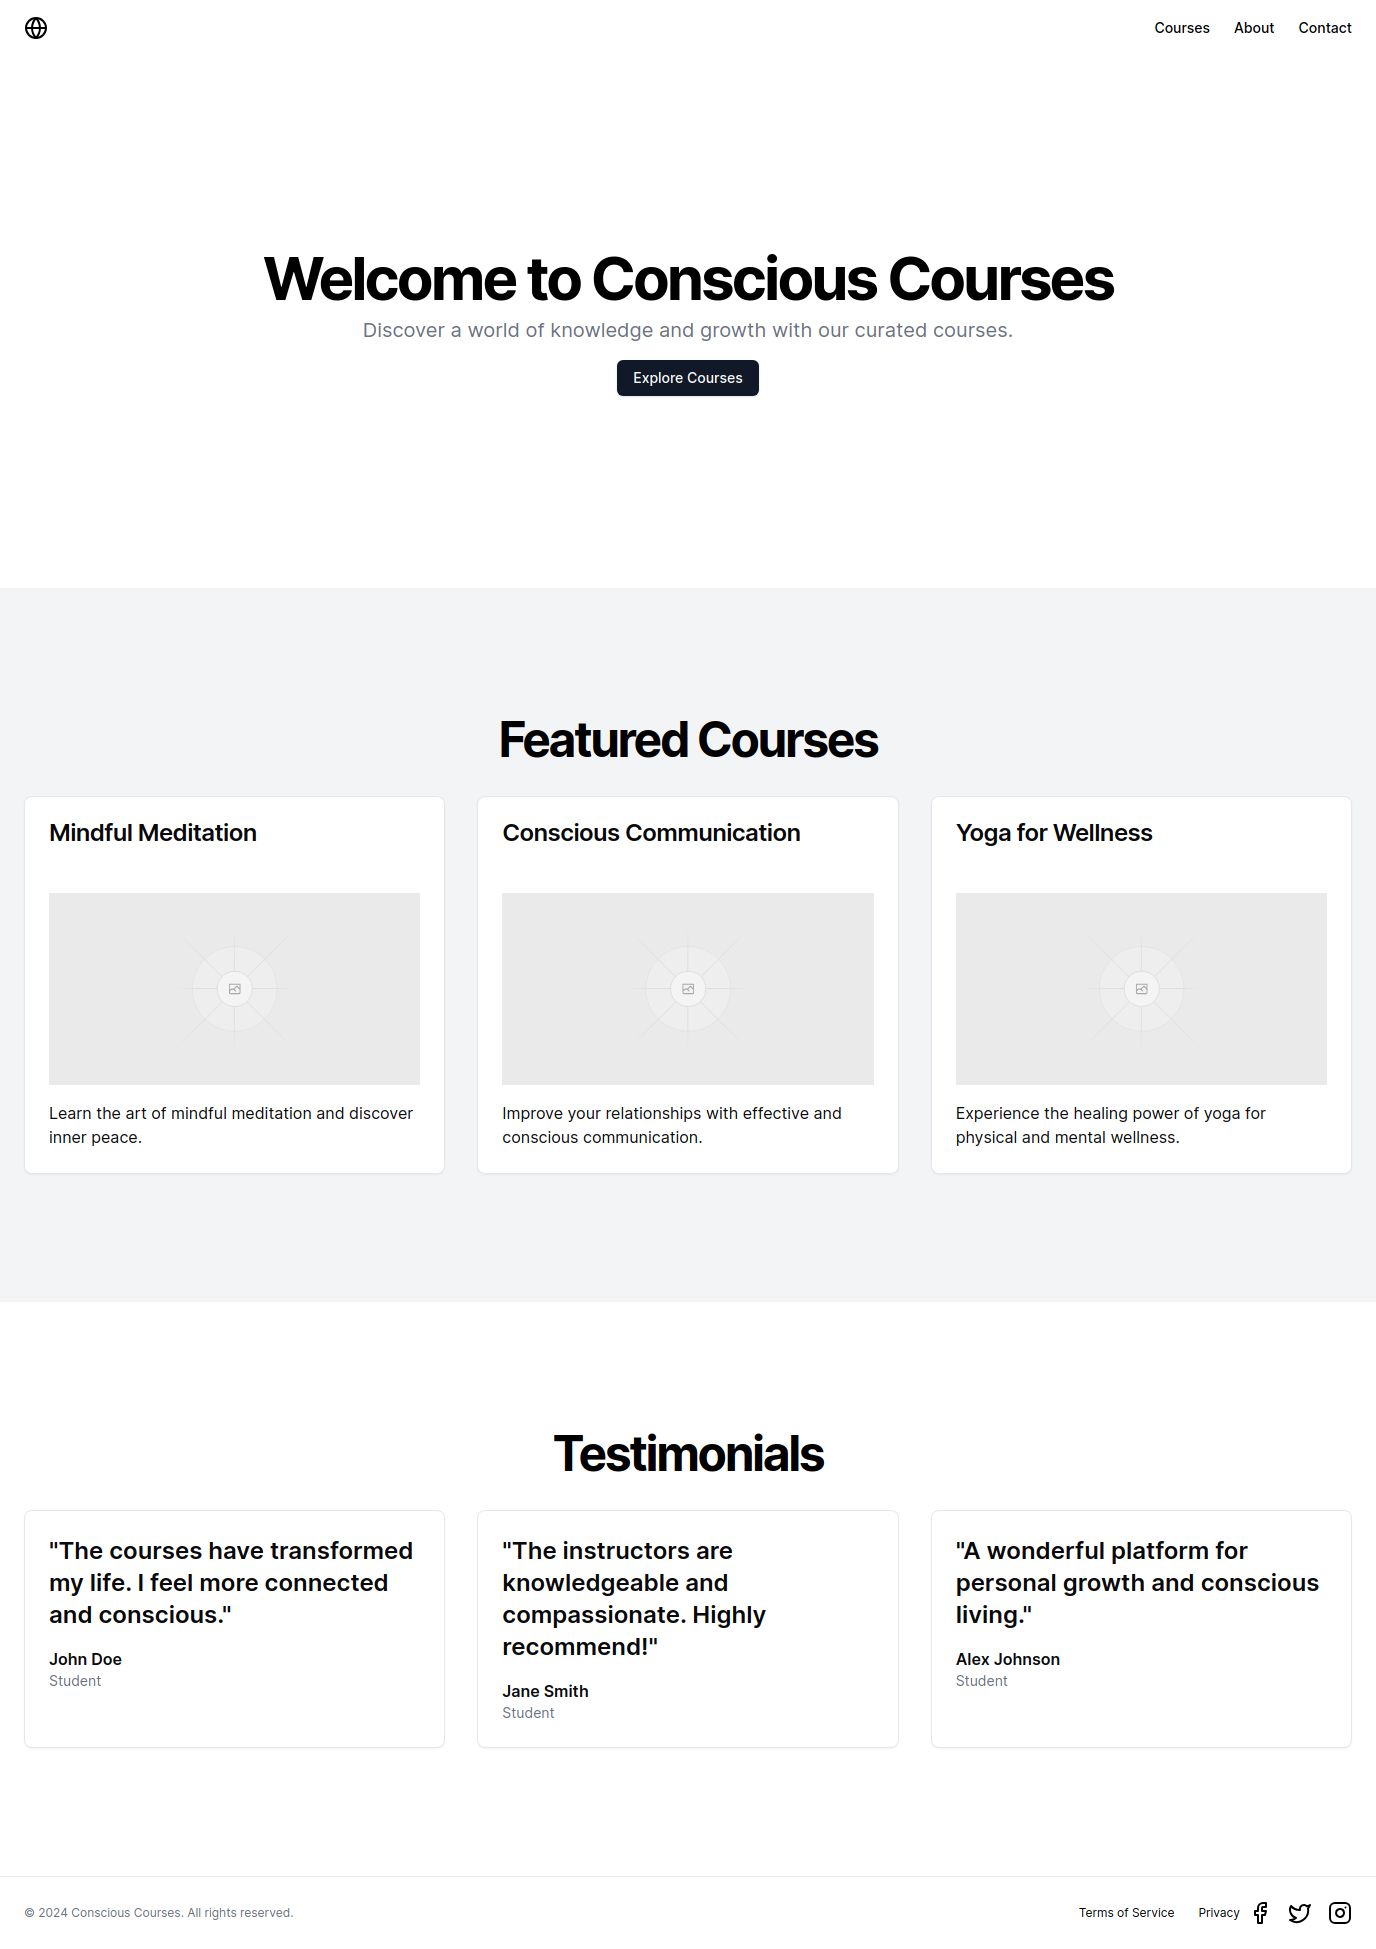 Courses About Contact
Welcome to Conscious Courses
Discover a world of knowledge and growth with our curated courses.
Explore Courses
Featured Courses
Mindful Meditation
Learn the art of mindful meditation and discover
inner peace.
Conscious Communication
Improve your relationships with effective and
conscious communication.
Yoga for Wellness
Experience the healing power of yoga for
physical and mental wellness.
Testimonials
"The courses have transformed
my life. I feel more connected
and conscious."
John Doe
Student
"The instructors are
knowledgeable and
compassionate. Highly
recommend!"
Jane Smith
Student
"A wonderful platform for
personal growth and conscious
living."
Alex Johnson
Student
© 2024 Conscious Courses. All rights reserved.
Terms of Service Privacy